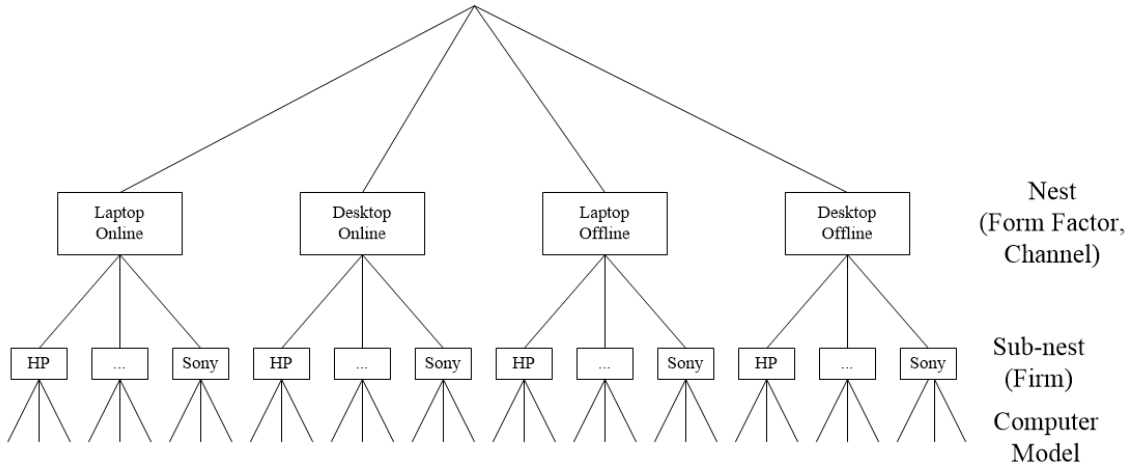 Laptop
Online
Desktop
Online
Laptop
Offline
Desktop
Offline
Nest
(Form Factor,
Channel)
HP
...
Sony
HP
...
Sony
HP
...
Sony
HP
...
Sony
Sub-nest
(Firm)
Computer
Model